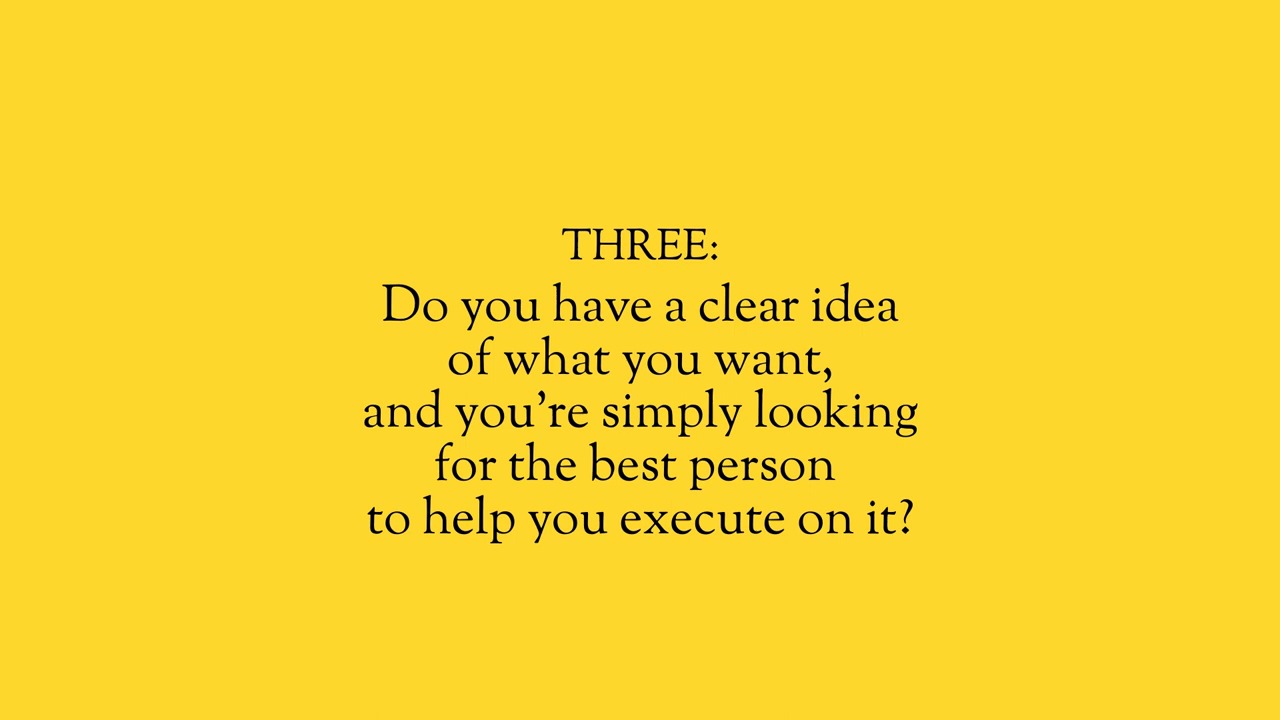 THREE:
Do you have a clear idea
of what you want,
and you’re simply looking
for the best person
to help you execute on it?